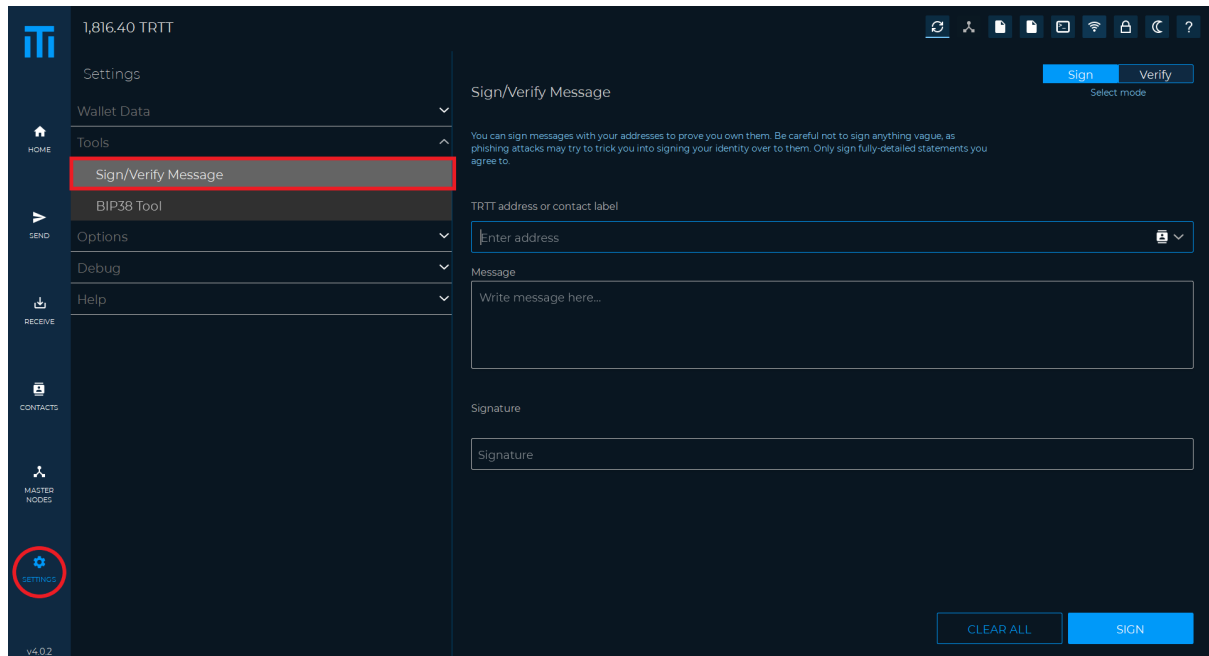 1,816.40 TRTT
?
HOME
SEND
RECEIVE
CONTACTS
MASTER
NODES
SETTINGS
v4.0.2
Settings
Wallet Data
Tools
Sign/Verify Message
BIP38 Tool
Options
Debug
Help
Sign/Verify Message
Sign Verify
Select mode
You can sign messages with your addresses to prove you own them. Be careful not to sign anything vague, as
phishing attacks may try to trick you into signing your identity over to them. Only sign fully-detailed statements you
agree to.
TRTT address or contact label
Enter address
Message
Write message here...
Signature
Signature
CLEAR ALL SIGN